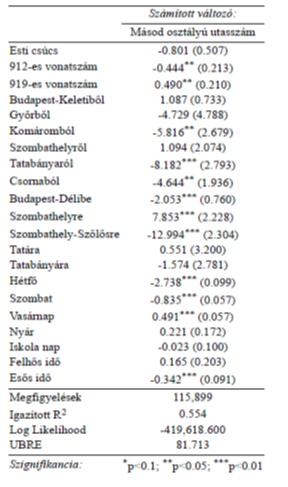 Számított változó:
Másod osztályú utasszám
Esti csúcs -0.801 (0.507)
912-es vonatszám -0.444** (0.213)
919-es vonatszám 0.490** (0.210)
Budapest-Keletiből 1.087 (0.733)
Győrből -4.729 (4.788)
Komáromból -5.816** (2.679)
Szombathelyről 1.094 (2.074)
Tatabányaról -8.182*** (2.793)
Csornaból -4.644** (1.936)
Budapest-Délibe -2.053*** (0.760)
Szombathelyre 7.853*** (2.228)
Szombathely-Szőlősre -12.994*** (2.304)
Tatára 0.551 (3.200)
Tatabányára -1.574 (2.781)
Hétfő -2.738*** (0.099)
Szombat -0.835*** (0.057)
Vasárnap 0.491*** (0.057)
Nyár 0.221 (0.172)
Iskola nap -0.023 (0.100)
Felhős idő 0.165 (0.203)
Esős idő -0.342*** (0.091)
Megfigyelések 115,899
Igazított R2 0.554
Log Likelihood -419,618.600
UBRE 81.713
Szignifikancia: *p<0.1; **p<0.05; ***p<0.01